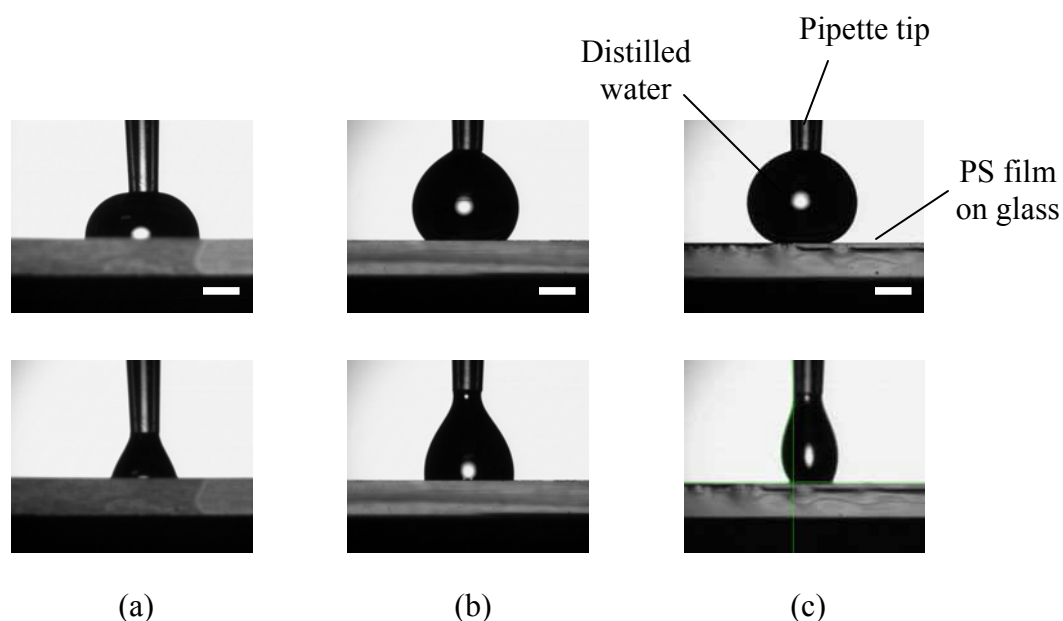 Pipette tip
Distilled
water
PS film
on glass
(a)
(b)
(c)